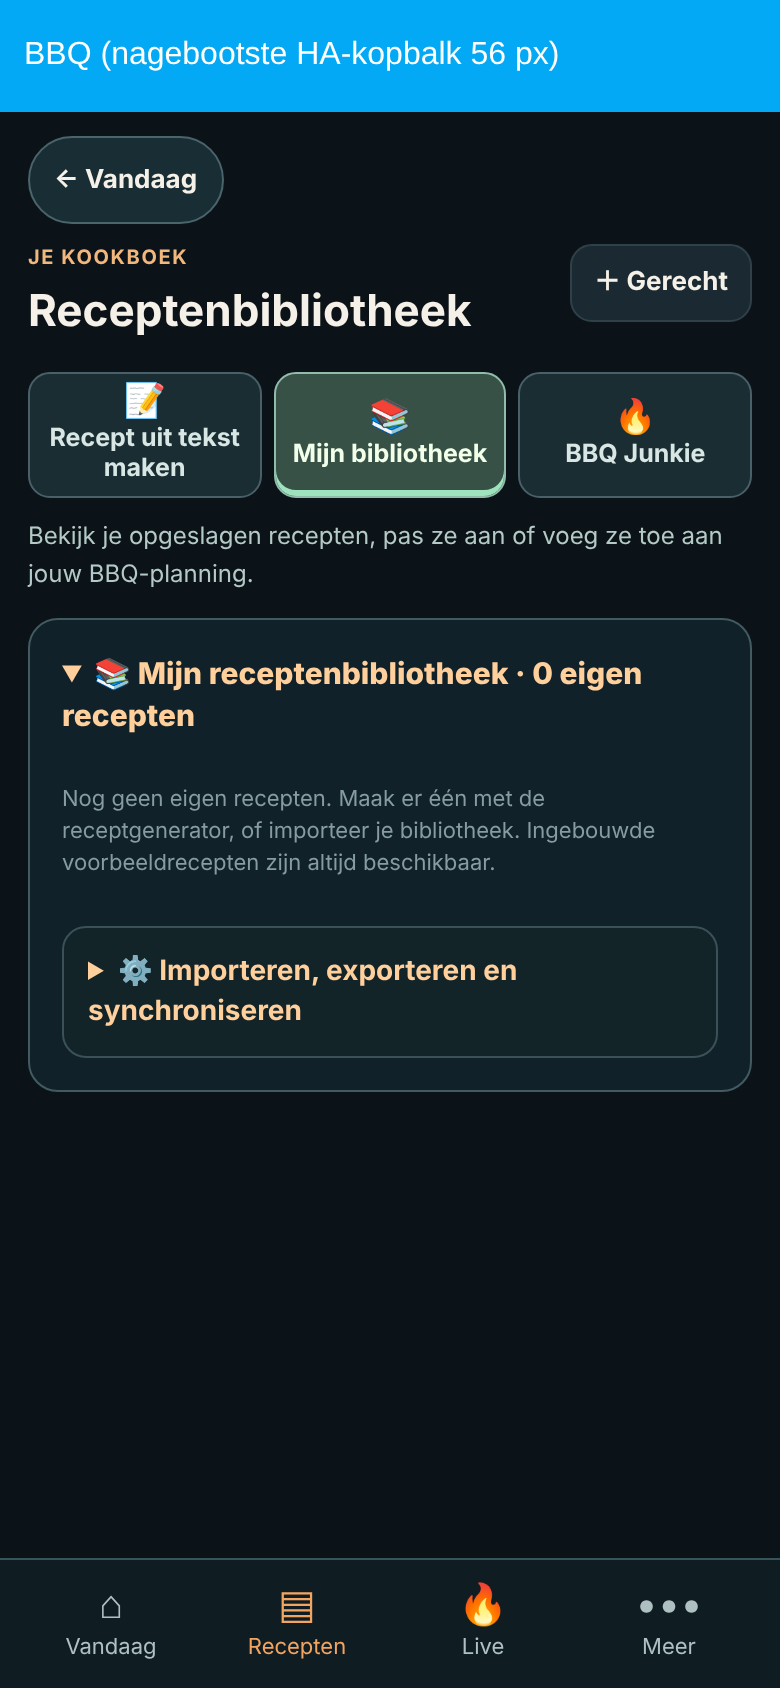 BBQ (nagebootste HA-kopbalk 56 px)
← Vandaag
JE KOOKBOEK
Receptenbibliotheek
+ Gerecht
📝
Recept uit tekst
maken
📚
Mijn bibliotheek
🔥
BBQ Junkie
Bekijk je opgeslagen recepten, pas ze aan of voeg ze toe aan
jouw BBQ-planning.
▼ 📚 Mijn receptenbibliotheek · 0 eigen
recepten
Nog geen eigen recepten. Maak er één met de
receptgenerator, of importeer je bibliotheek. Ingebouwde
voorbeeldrecepten zijn altijd beschikbaar.
▶ ⚙️ Importeren, exporteren en
synchroniseren
Vandaag
Recepten
Live
Meer